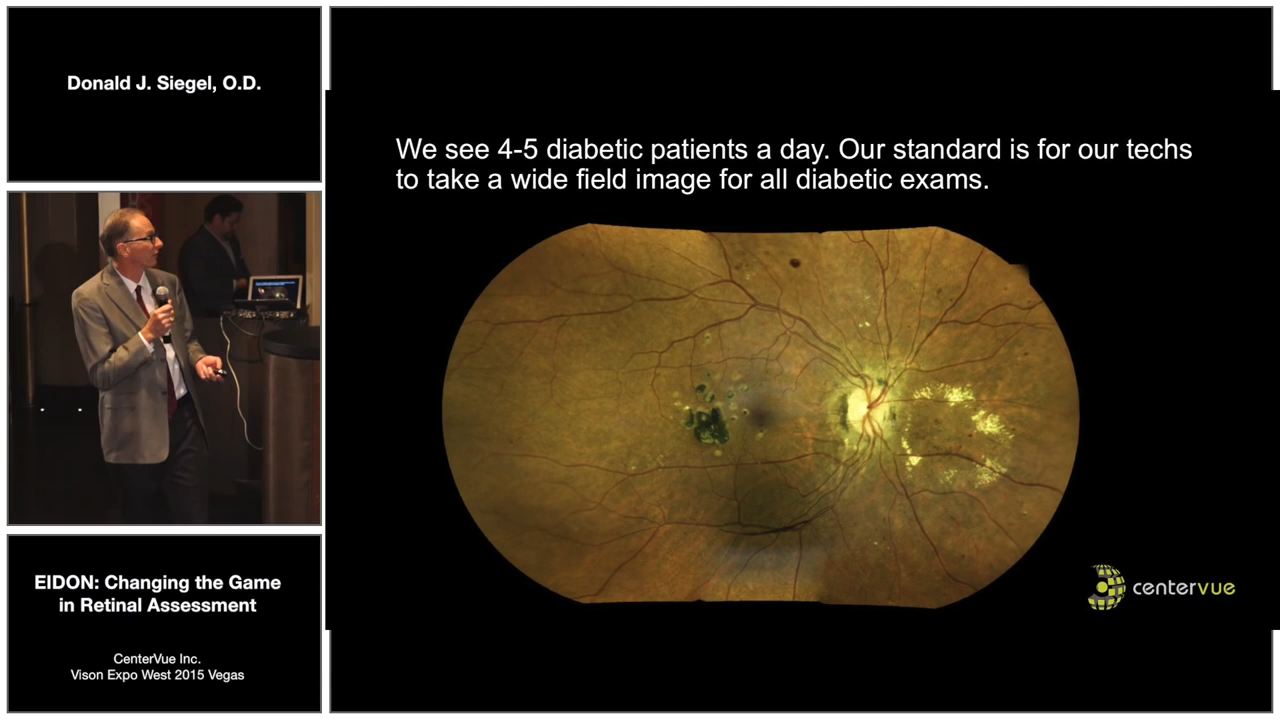 Donald J. Siegel, O.D.
We see 4-5 diabetic patients a day. Our standard is for our techs
to take a wide field image for all diabetic exams.
centervue
EIDON: Changing the Game
in Retinal Assessment
CenterVue Inc.
Vison Expo West 2015 Vegas